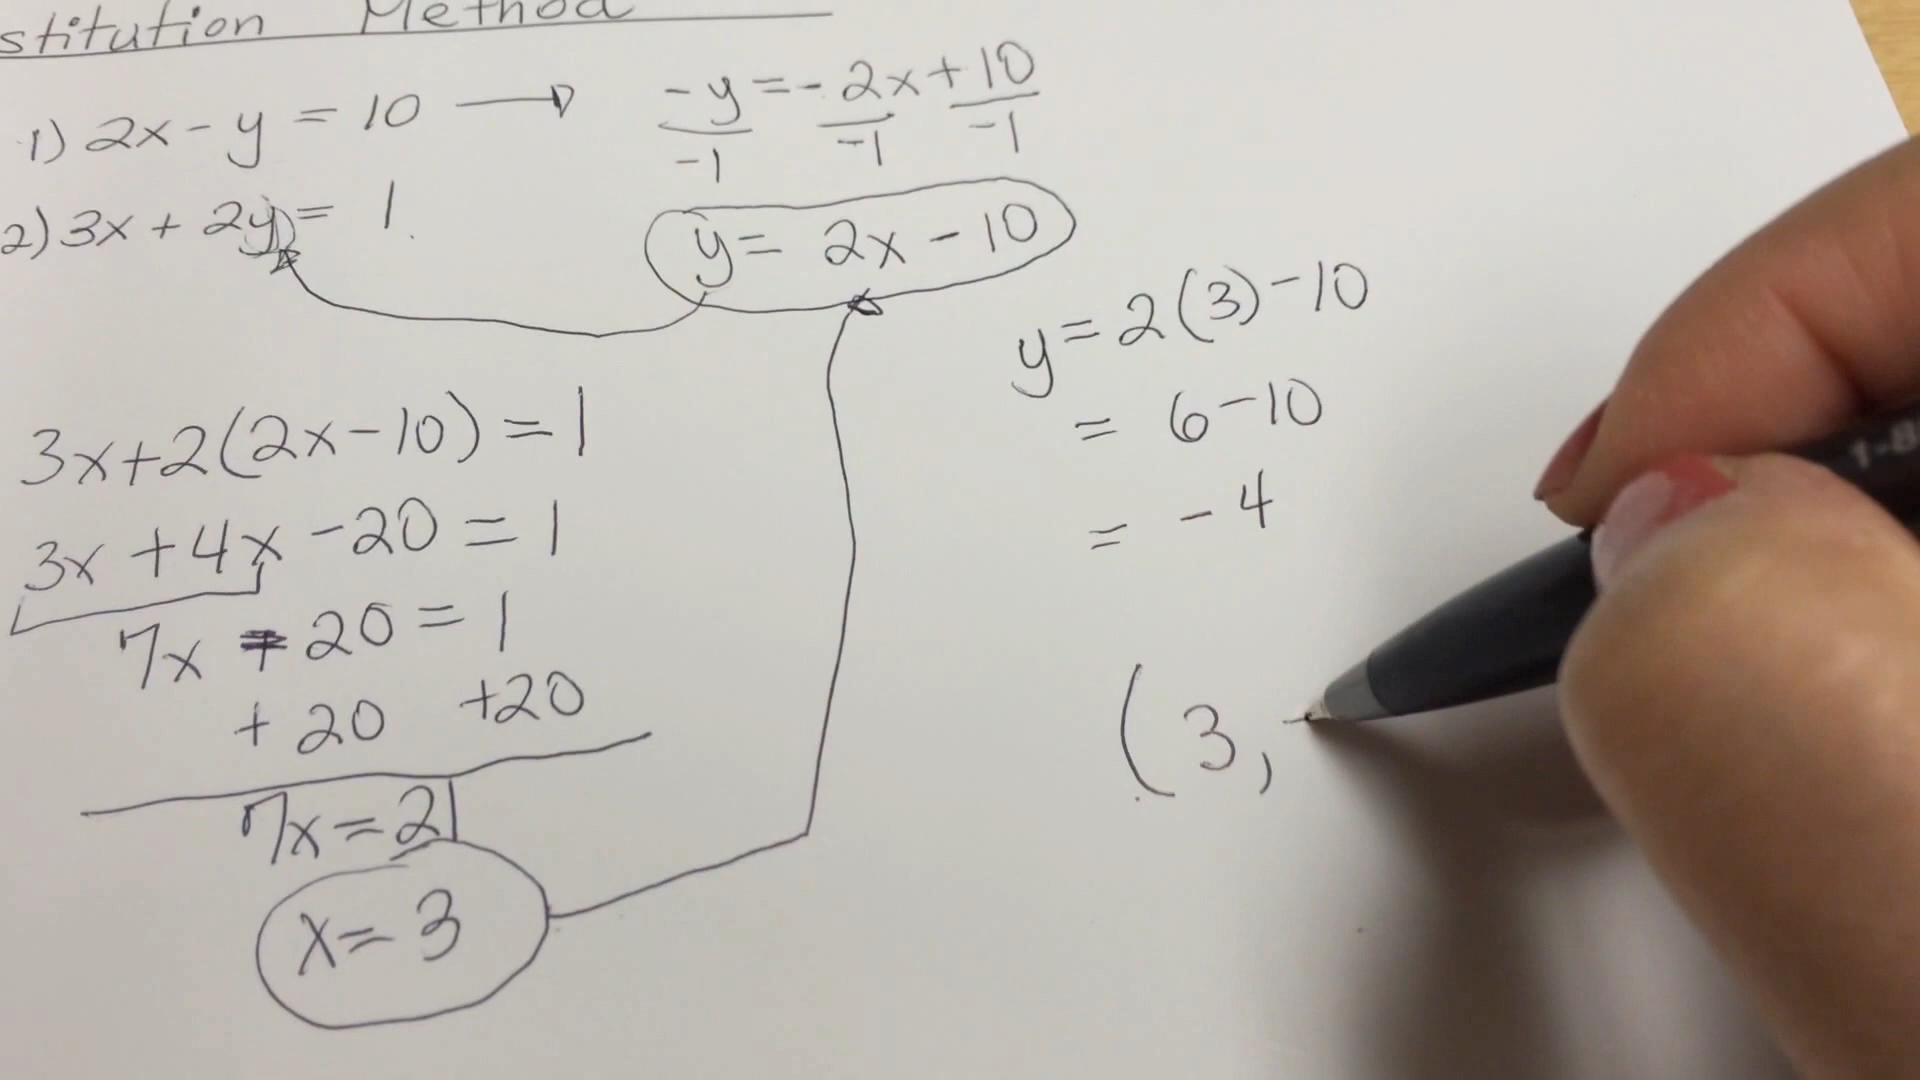 stitution Method
1) 2x - y = 10 → -y = -2x + 10
-1 -1 -1
2) 3x + 2y = 1
y = 2x - 10
y = 2(3) - 10
= 6 - 10
= -4
3x + 2(2x - 10) = 1
3x + 4x - 20 = 1
7x - 20 = 1
+ 20 +20
7x = 21
x = 3
(3, -